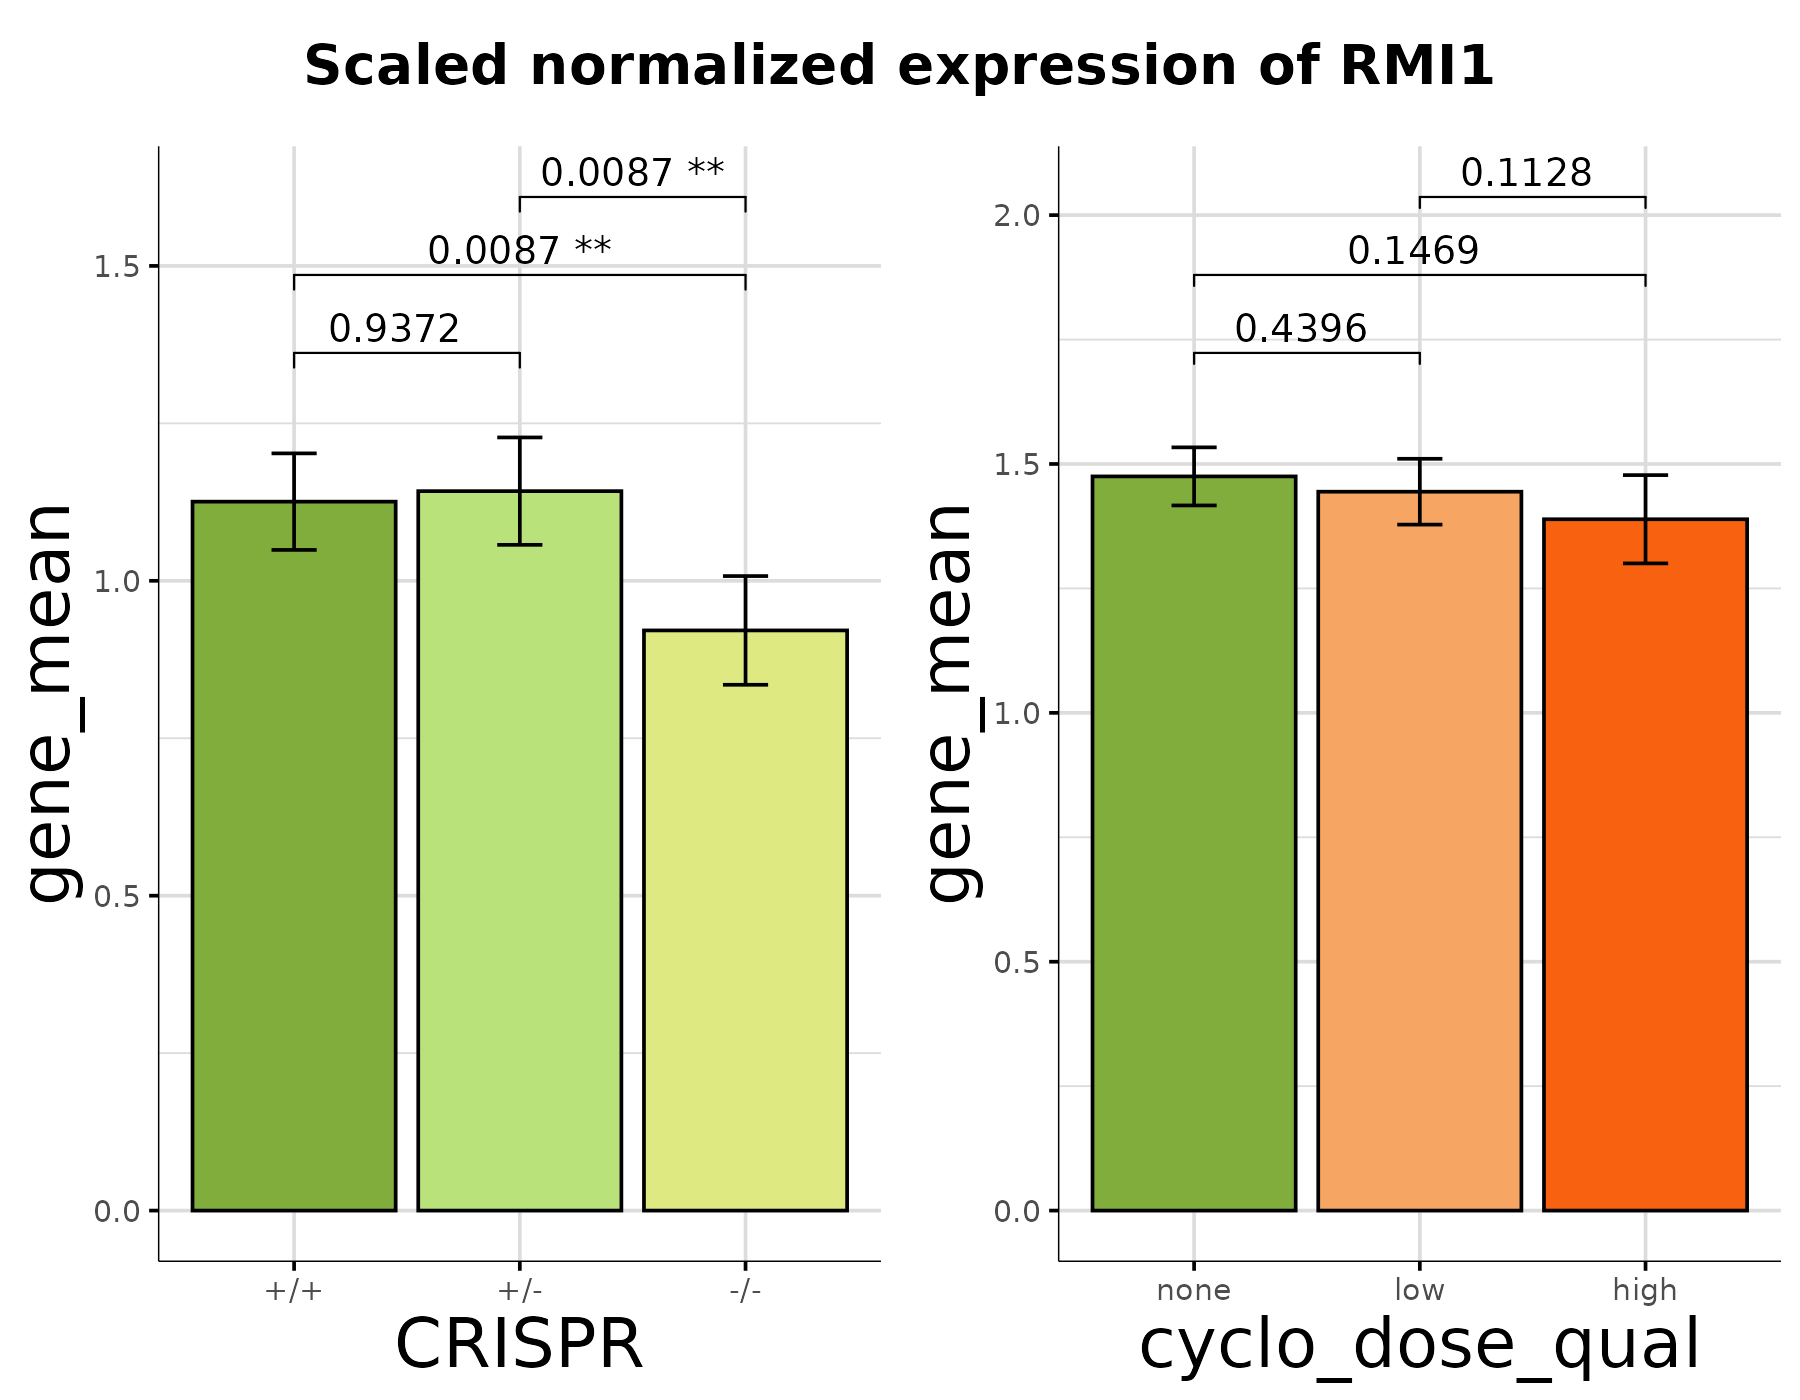 Scaled normalized expression of RMI1
gene_mean
1.5
1.0
0.5
0.0
0.0087 **
0.0087 **
0.9372
+/+
+/-
-/-
CRISPR
gene_mean
2.0
1.5
1.0
0.5
0.0
0.1128
0.1469
0.4396
none
low
high
cyclo_dose_qual